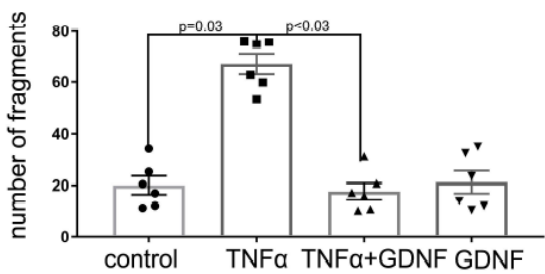 number of fragments
80
60
40
20
0
p=0.03 p<0.03
control TNFα TNFα+GDNF GDNF